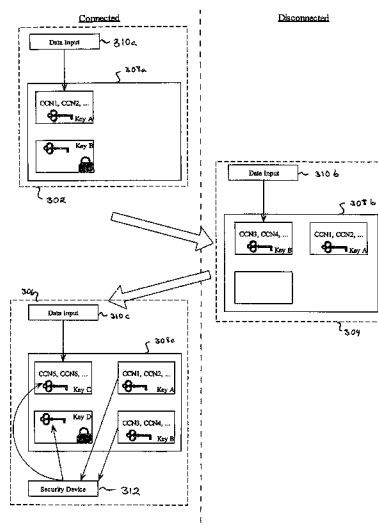 Connected
Disconnected
Data Input
310a
308a
CCN1, CCN2, ...
Key A
Key B
302
Data Input
310b
308b
CCN3, CCN4, ...
Key B
CCN1, CCN2, ...
Key A
304
306
Data Input
310c
308c
CCN5, CCN6, ...
Key C
CCN1, CCN2, ...
Key A
Key D
CCN3, CCN4, ...
Key B
Security Device
312